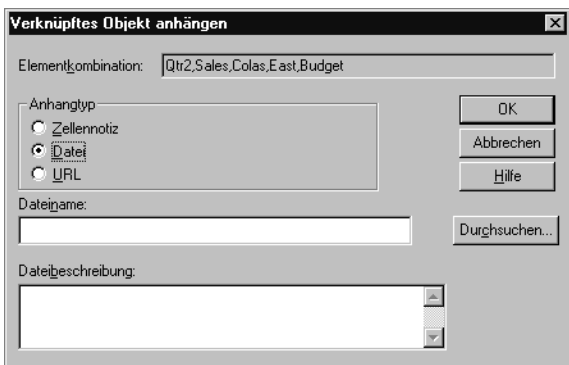 Verknüpftes Objekt anhängen
Elementkombination: Qtr2,Sales,Colas,East,Budget
Anhangtyp
Zellennotiz
Datei
URL
OK
Abbrechen
Hilfe
Dateiname:
Durchsuchen...
Dateibeschreibung: